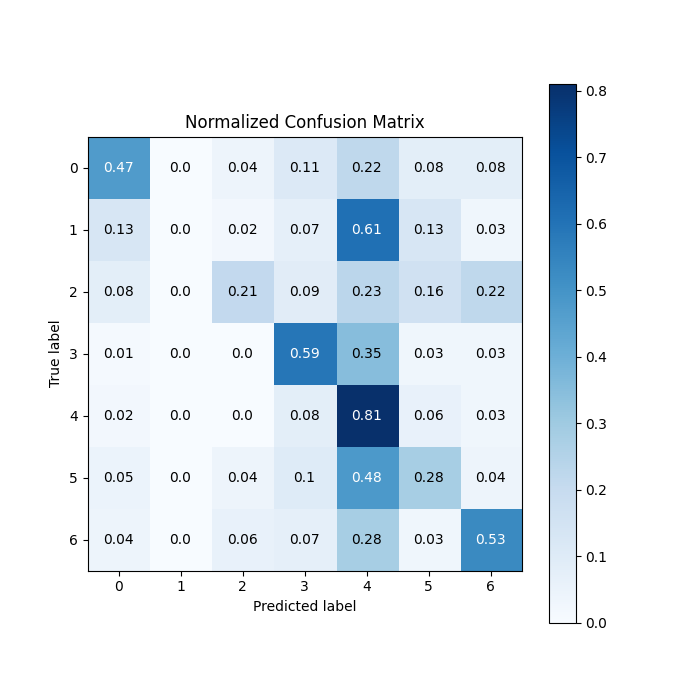 Normalized Confusion Matrix
True label
0 0.47 0.0 0.04 0.11 0.22 0.08 0.08
1 0.13 0.0 0.02 0.07 0.61 0.13 0.03
2 0.08 0.0 0.21 0.09 0.23 0.16 0.22
3 0.01 0.0 0.0 0.59 0.35 0.03 0.03
4 0.02 0.0 0.0 0.08 0.81 0.06 0.03
5 0.05 0.0 0.04 0.1 0.48 0.28 0.04
6 0.04 0.0 0.06 0.07 0.28 0.03 0.53
0 1 2 3 4 5 6
Predicted label
0.8
0.7
0.6
0.5
0.4
0.3
0.2
0.1
0.0